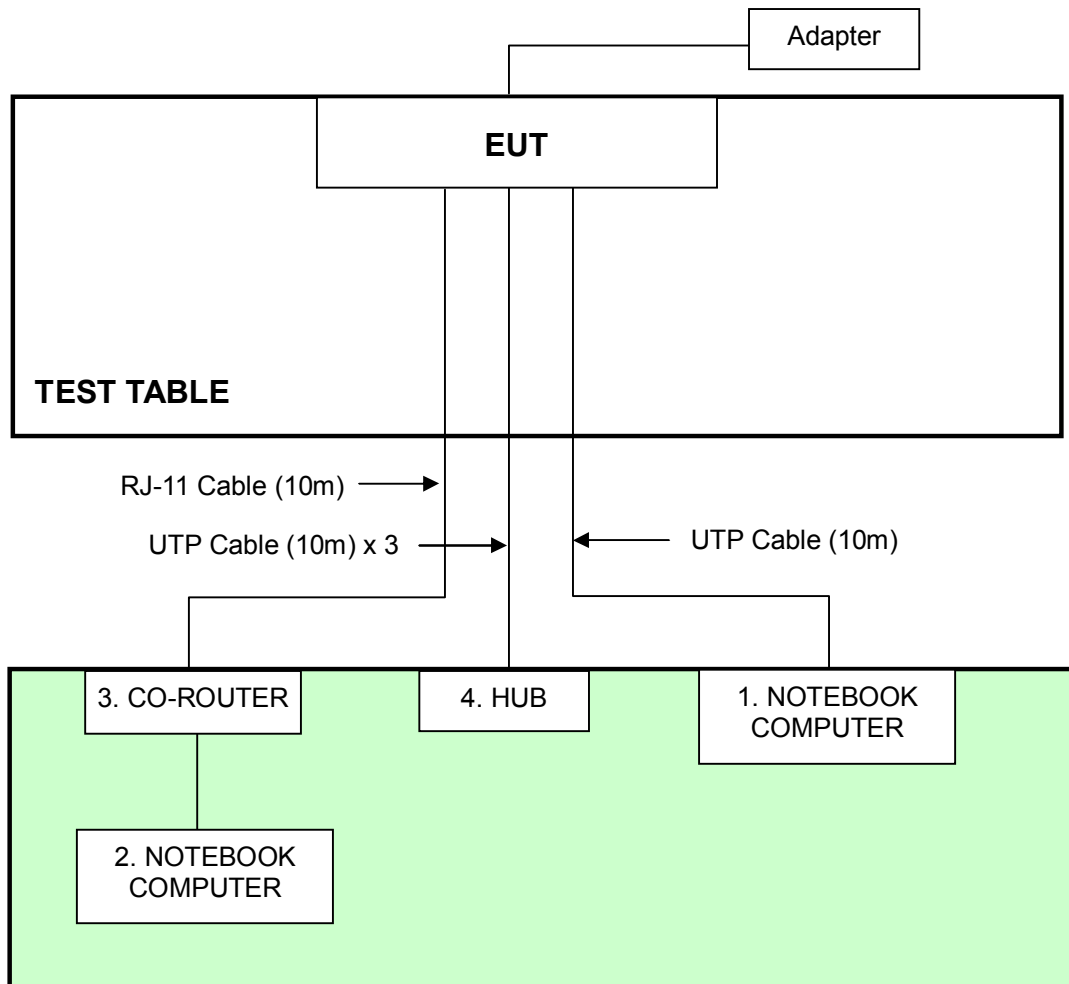 Adapter
EUT
TEST TABLE
RJ-11 Cable (10m)
UTP Cable (10m) x 3
UTP Cable (10m)
3. CO-ROUTER
4. HUB
1. NOTEBOOK
COMPUTER
2. NOTEBOOK
COMPUTER